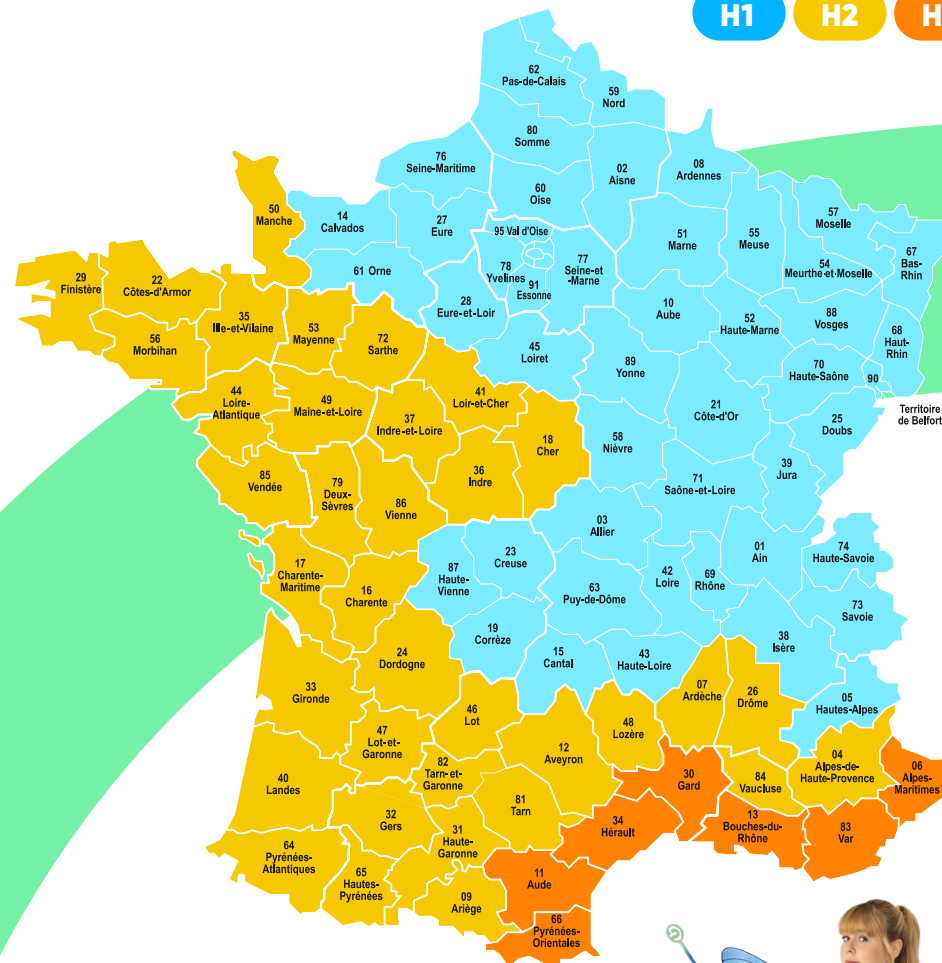 H1 H2 H
62
Pas-de-Calais
59
Nord
80
Somme
76
Seine-Maritime
02
Aisne
08
Ardennes
60
Oise
50
Manche
14
Calvados
27
Eure
95 Val d'Oise
51
Marne
55
Meuse
57
Moselle
67
Bas-
Rhin
54
Meurthe-et-Moselle
78
Yvelines
91
Essonne
77
Seine-et
-Marne
61 Orne
29
Finistère
22
Côtes-d'Armor
28
Eure-et-Loir
10
Aube
52
Haute-Marne
88
Vosges
68
Haut-
Rhin
35
Ille-et-Vilaine
53
Mayenne
72
Sarthe
56
Morbihan
45
Loiret
89
Yonne
70
Haute-Saône
90
Territoire
de Belfort
44
Loire-
Atlantique
49
Maine-et-Loire
41
Loir-et-Cher
37
Indre-et-Loire
21
Côte-d'Or
25
Doubs
18
Cher
58
Nièvre
39
Jura
85
Vendée
79
Deux-
Sèvres
86
Vienne
36
Indre
71
Saône-et-Loire
03
Allier
01
Ain
74
Haute-Savoie
17
Charente-
Maritime
16
Charente
87
Haute-
Vienne
23
Creuse
63
Puy-de-Dôme
42
Loire
69
Rhône
73
Savoie
19
Corrèze
38
Isère
24
Dordogne
15
Cantal
43
Haute-Loire
33
Gironde
07
Ardèche
26
Drôme
05
Hautes-Alpes
46
Lot
48
Lozère
47
Lot-et-
Garonne
12
Aveyron
04
Alpes-de-
Haute-Provence
06
Alpes-
Maritimes
40
Landes
82
Tarn-et-
Garonne
30
Gard
84
Vaucluse
81
Tarn
32
Gers
34
Hérault
13
Bouches-du-
Rhône
83
Var
31
Haute-
Garonne
64
Pyrénées-
Atlantiques
65
Hautes-
Pyrénées
09
Ariège
11
Aude
66
Pyrénées-
Orientales